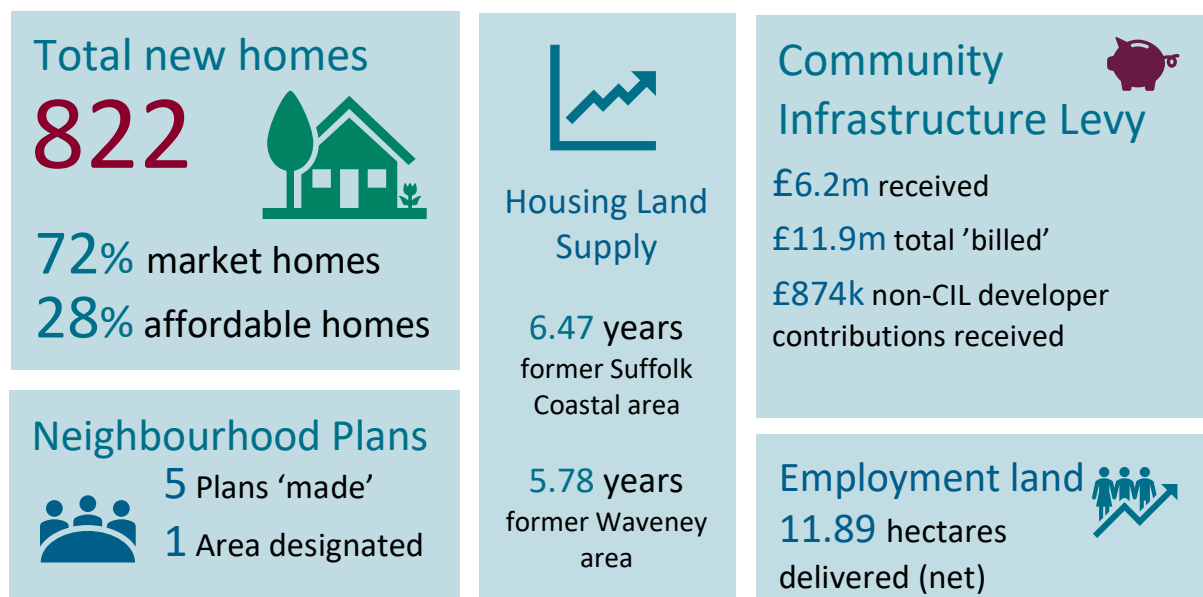 Total new homes
822
72% market homes
28% affordable homes
Neighbourhood Plans
5 Plans ‘made’
1 Area designated
Housing Land
Supply
6.47 years
former Suffolk
Coastal area
5.78 years
former Waveney
area
Community
Infrastructure Levy
£6.2m received
£11.9m total ’billed’
£874k non-CIL developer
contributions received
Employment land
11.89 hectares
delivered (net)